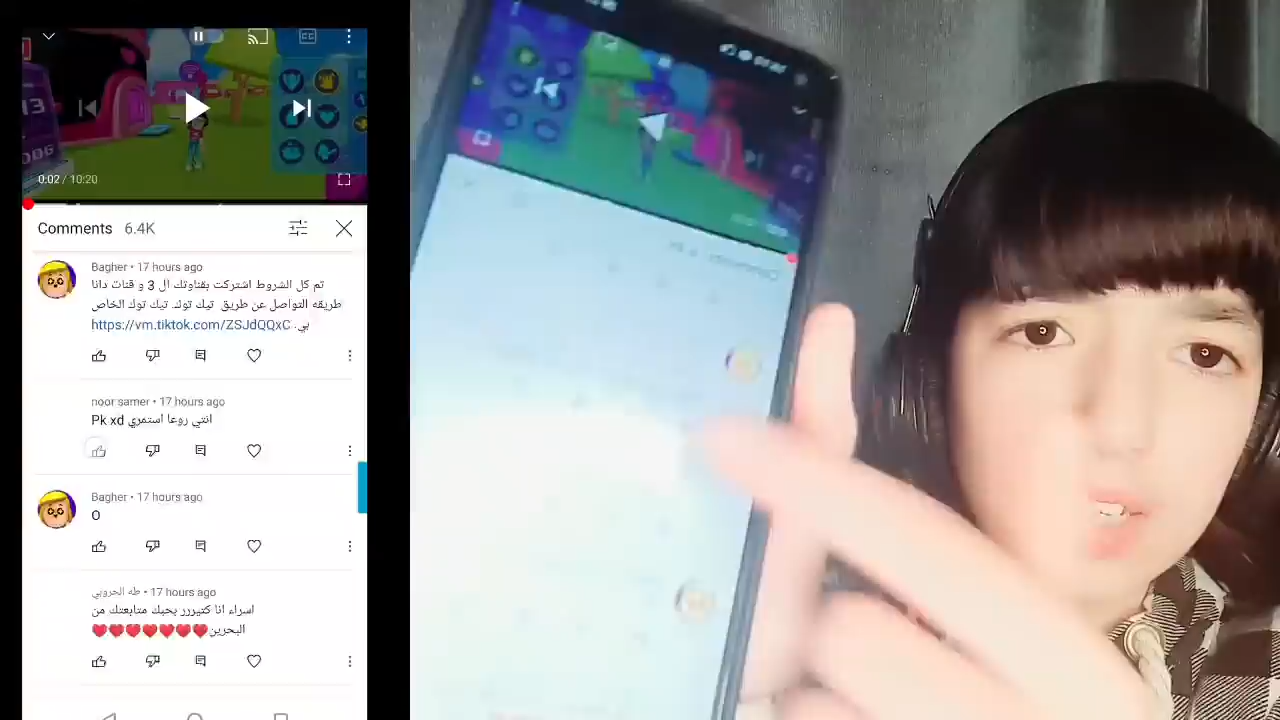 0:02 / 10:20
Comments 6.4K
Bagher • 17 hours ago
تم كل الشروط اشتركت بقناوتك ال 3 و قنات دانا
طريقه التواصل عن طريق تيك توك. تيك توك الخاص
بي. https://vm.tiktok.com/ZSJdQQxC
noor samer • 17 hours ago
Pk xd انتي روعا استمري
Bagher • 17 hours ago
O
طه الحروبي • 17 hours ago
اسراء انا كتيررر بحبك متابعتك من
البحرين♥️♥️♥️♥️♥️♥️♥️